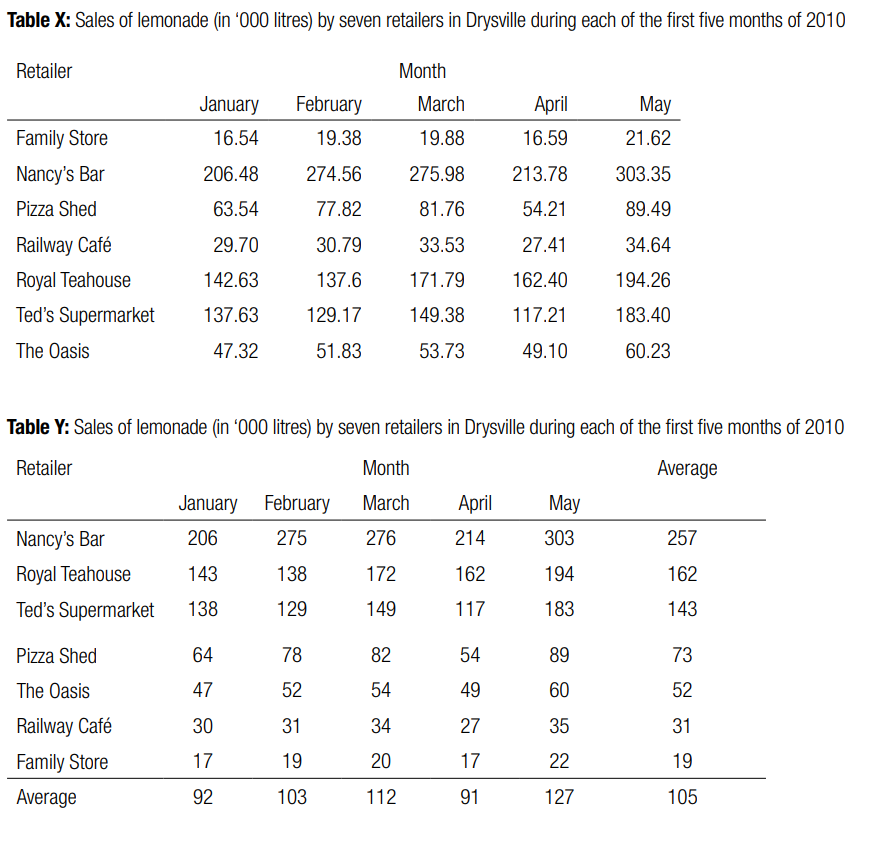 Table X: Sales of lemonade (in ‘000 litres) by seven retailers in Drysville during each of the first five months of 2010
Retailer Month
January February March April May
Family Store 16.54 19.38 19.88 16.59 21.62
Nancy’s Bar 206.48 274.56 275.98 213.78 303.35
Pizza Shed 63.54 77.82 81.76 54.21 89.49
Railway Café 29.70 30.79 33.53 27.41 34.64
Royal Teahouse 142.63 137.6 171.79 162.40 194.26
Ted’s Supermarket 137.63 129.17 149.38 117.21 183.40
The Oasis 47.32 51.83 53.73 49.10 60.23
Table Y: Sales of lemonade (in ‘000 litres) by seven retailers in Drysville during each of the first five months of 2010
Retailer Month Average
January February March April May
Nancy’s Bar 206 275 276 214 303 257
Royal Teahouse 143 138 172 162 194 162
Ted’s Supermarket 138 129 149 117 183 143
Pizza Shed 64 78 82 54 89 73
The Oasis 47 52 54 49 60 52
Railway Café 30 31 34 27 35 31
Family Store 17 19 20 17 22 19
Average 92 103 112 91 127 105